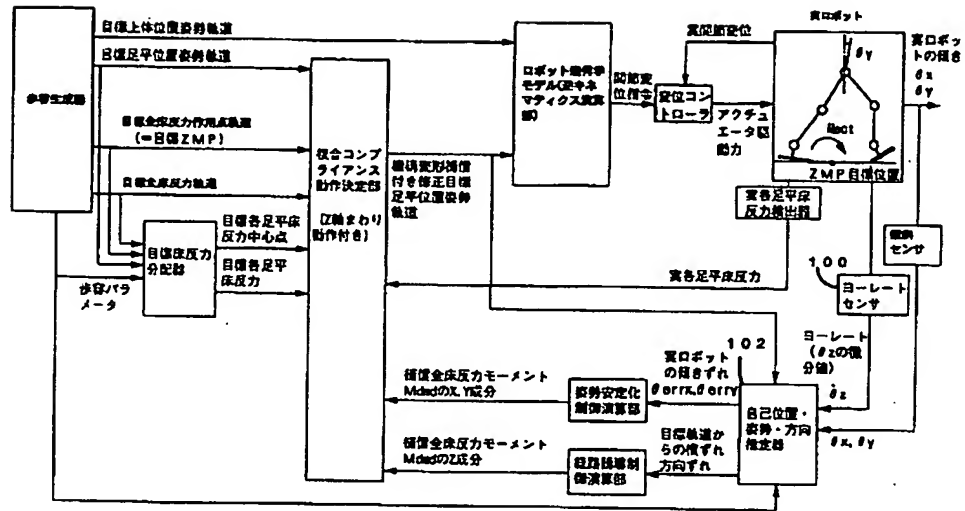 目標上体位置姿勢軌道
目標足平位置姿勢軌道
歩容生成器
目標全床反力作用点軌道
(=目標ZMP)
目標全床反力軌道
目標床反力
分配器
歩容パラ
メータ
目標各足平床
反力中心点
目標各足平
床反力
複合コンプ
ライアンス
動作決定部
(Z軸まわり
動作付き)
機構変形補償
付き修正目標
足平位置姿勢
軌道
ロボット幾何学
モデル(逆キネ
マティクス演算
部)
関節変
位指令
実関節変位
変位コン
トローラ
アクチュ
エータ駆
動力
実ロボット
θy
Mact
ZMP目標位置
実ロボッ
トの傾き
θx
θy
実各足平床
反力検出器
傾斜
センサ
100
ヨーレート
センサ
実各足平床反力
ヨーレート
(θzの微
分値)
θ̇z
θx, θy
102
実ロボット
の傾きずれ
θerrx,θerry
自己位置・
姿勢・方向
推定器
補償全床反力モーメント
MdmdのX,Y成分
姿勢安定化
制御演算部
目標軌道か
らの横ずれ
方向ずれ
補償全床反力モーメント
MdmdのZ成分
経路誘導制
御演算部